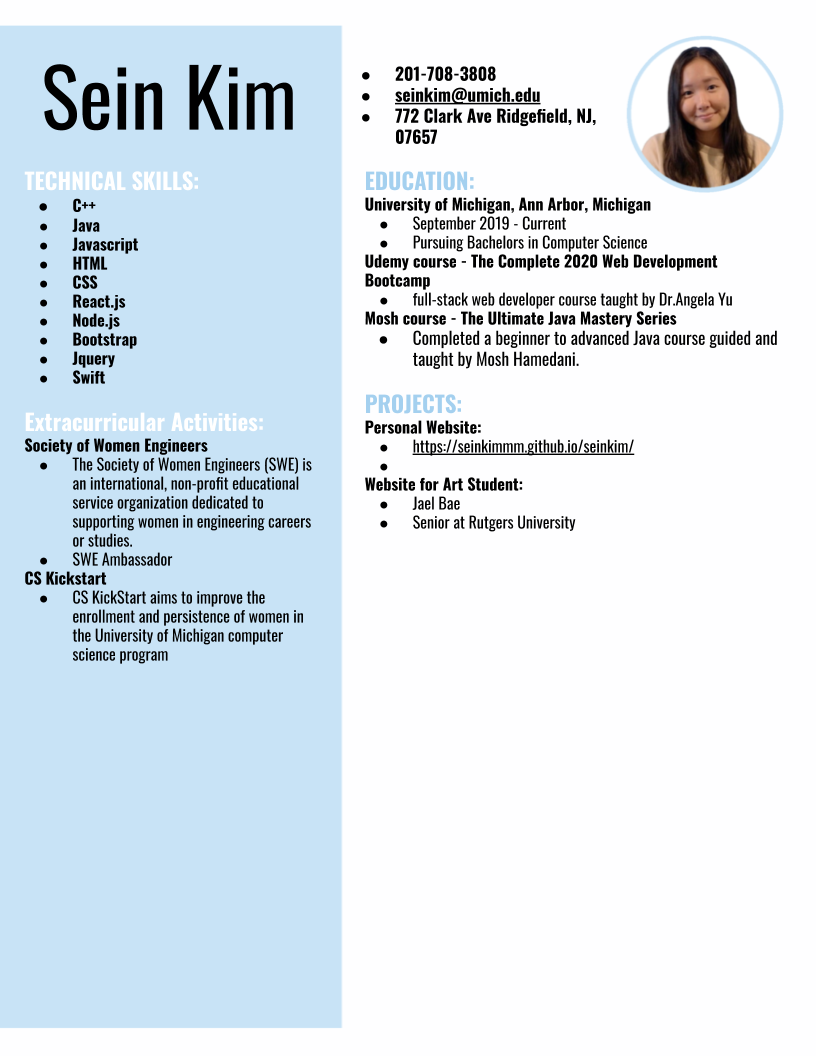 Sein Kim
TECHNICAL SKILLS:
● C++
● Java
● Javascript
● HTML
● CSS
● React.js
● Node.js
● Bootstrap
● Jquery
● Swift
Extracurricular Activities:
Society of Women Engineers
● The Society of Women Engineers (SWE) is
an international, non-profit educational
service organization dedicated to
supporting women in engineering careers
or studies.
● SWE Ambassador
CS Kickstart
● CS KickStart aims to improve the
enrollment and persistence of women in
the University of Michigan computer
science program
● 201-708-3808
● seinkim@umich.edu
● 772 Clark Ave Ridgefield, NJ,
07657
EDUCATION:
University of Michigan, Ann Arbor, Michigan
● September 2019 - Current
● Pursuing Bachelors in Computer Science
Udemy course - The Complete 2020 Web Development
Bootcamp
● full-stack web developer course taught by Dr.Angela Yu
Mosh course - The Ultimate Java Mastery Series
● Completed a beginner to advanced Java course guided and
taught by Mosh Hamedani.
PROJECTS:
Personal Website:
● https://seinkimmm.github.io/seinkim/
●
Website for Art Student:
● Jael Bae
● Senior at Rutgers University